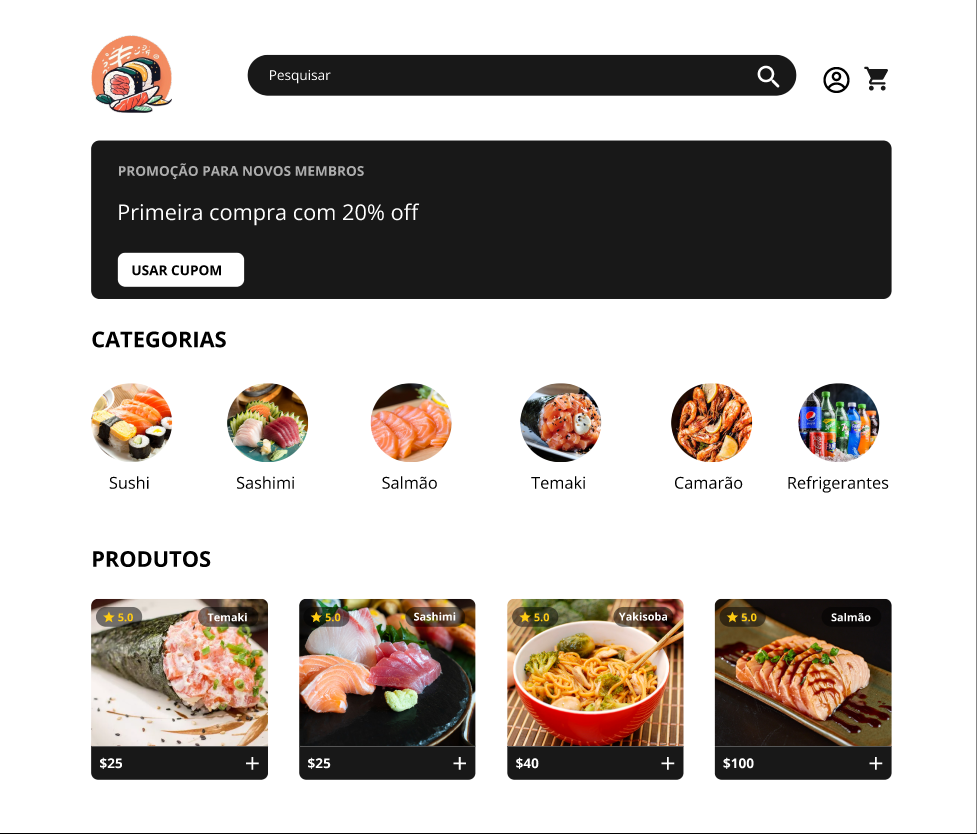 Pesquisar
PROMOÇÃO PARA NOVOS MEMBROS
Primeira compra com 20% off
USAR CUPOM
CATEGORIAS
Sushi
Sashimi
Salmão
Temaki
Camarão
Refrigerantes
PRODUTOS
5.0 Temaki
5.0 Sashimi
5.0 Yakisoba
5.0 Salmão
$25
$25
$40
$100